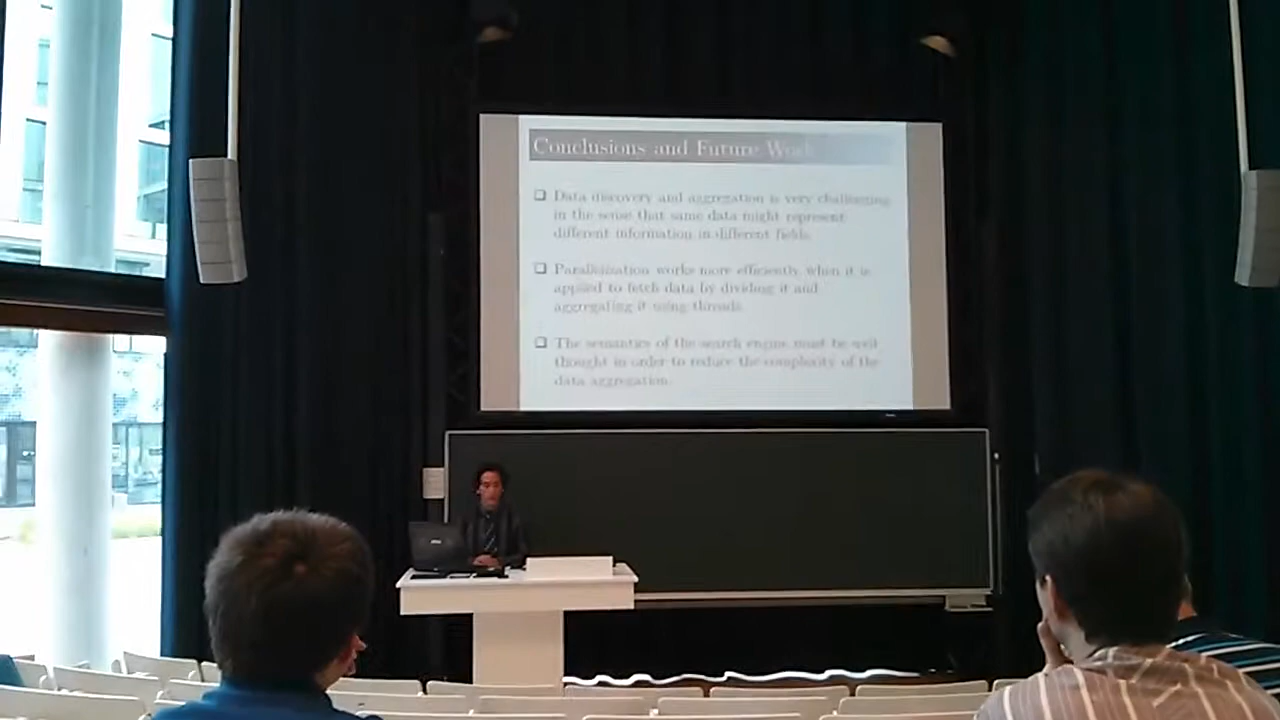 Conclusions and Future Work
❑ Data discovery and aggregation is very challenging
in the sense that same data might represent
different information in different fields.
❑ Parallelization works more efficiently, when it is
applied to fetch data by dividing it and
aggregating it using threads.
❑ The semantics of the search engine must be well
thought in order to reduce the complexity of the
data aggregation.